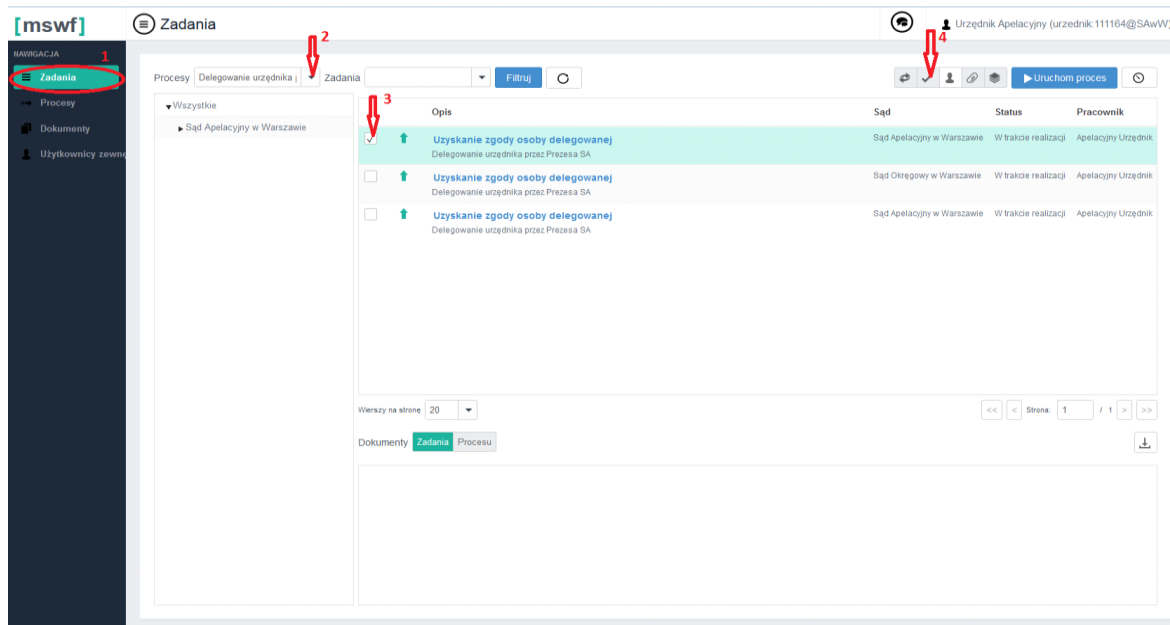 [mswf]
Zadania
Urzędnik Apelacyjny (urzednik:111164@SAwW)
NAWIGACJA
1
2
4
Zadania
Procesy
Dokumenty
Użytkownicy zewnę
Procesy Delegowanie urzędnika Zadania Filtruj
Uruchom proces
Wszystkie
Sąd Apelacyjny w Warszawie
3
Opis Sąd Status Pracownik
Uzyskanie zgody osoby delegowanej Sąd Apelacyjny w Warszawie W trakcie realizacji Apelacyjny Urzędnik
Delegowanie urzędnika przez Prezesa SA
Uzyskanie zgody osoby delegowanej Sąd Okręgowy w Warszawie W trakcie realizacji Apelacyjny Urzędnik
Delegowanie urzędnika przez Prezesa SA
Uzyskanie zgody osoby delegowanej Sąd Apelacyjny w Warszawie W trakcie realizacji Apelacyjny Urzędnik
Delegowanie urzędnika przez Prezesa SA
Wierszy na stronę 20 << < Strona: 1 / 1 > >>
Dokumenty Zadania Procesu